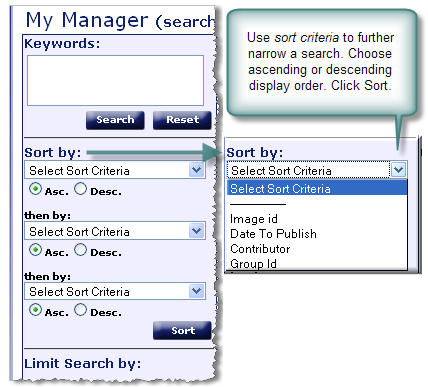 My Manager (search
Keywords:
Search Reset
Sort by:
Select Sort Criteria
Asc. Desc.
then by:
Select Sort Criteria
Asc. Desc.
then by:
Select Sort Criteria
Asc. Desc.
Sort
Limit Search by:
Use sort criteria to further
narrow a search. Choose
ascending or descending
display order. Click Sort.
Sort by:
Select Sort Criteria
Select Sort Criteria
Image id
Date To Publish
Contributor
Group Id